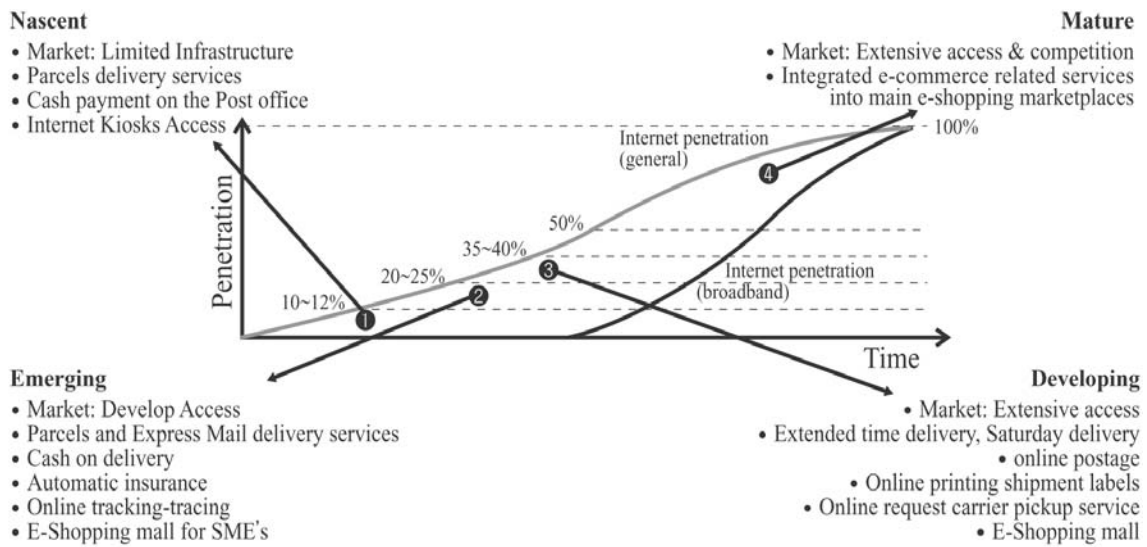 Nascent
• Market: Limited Infrastructure
• Parcels delivery services
• Cash payment on the Post office
• Internet Kiosks Access
Mature
• Market: Extensive access & competition
• Integrated e-commerce related services
into main e-shopping marketplaces
Penetration
Internet penetration
(general)
100%
50%
35~40%
20~25%
10~12%
❶
❷
❸
❹
Internet penetration
(broadband)
Time
Emerging
• Market: Develop Access
• Parcels and Express Mail delivery services
• Cash on delivery
• Automatic insurance
• Online tracking-tracing
• E-Shopping mall for SME's
Developing
• Market: Extensive access
• Extended time delivery, Saturday delivery
• online postage
• Online printing shipment labels
• Online request carrier pickup service
• E-Shopping mall